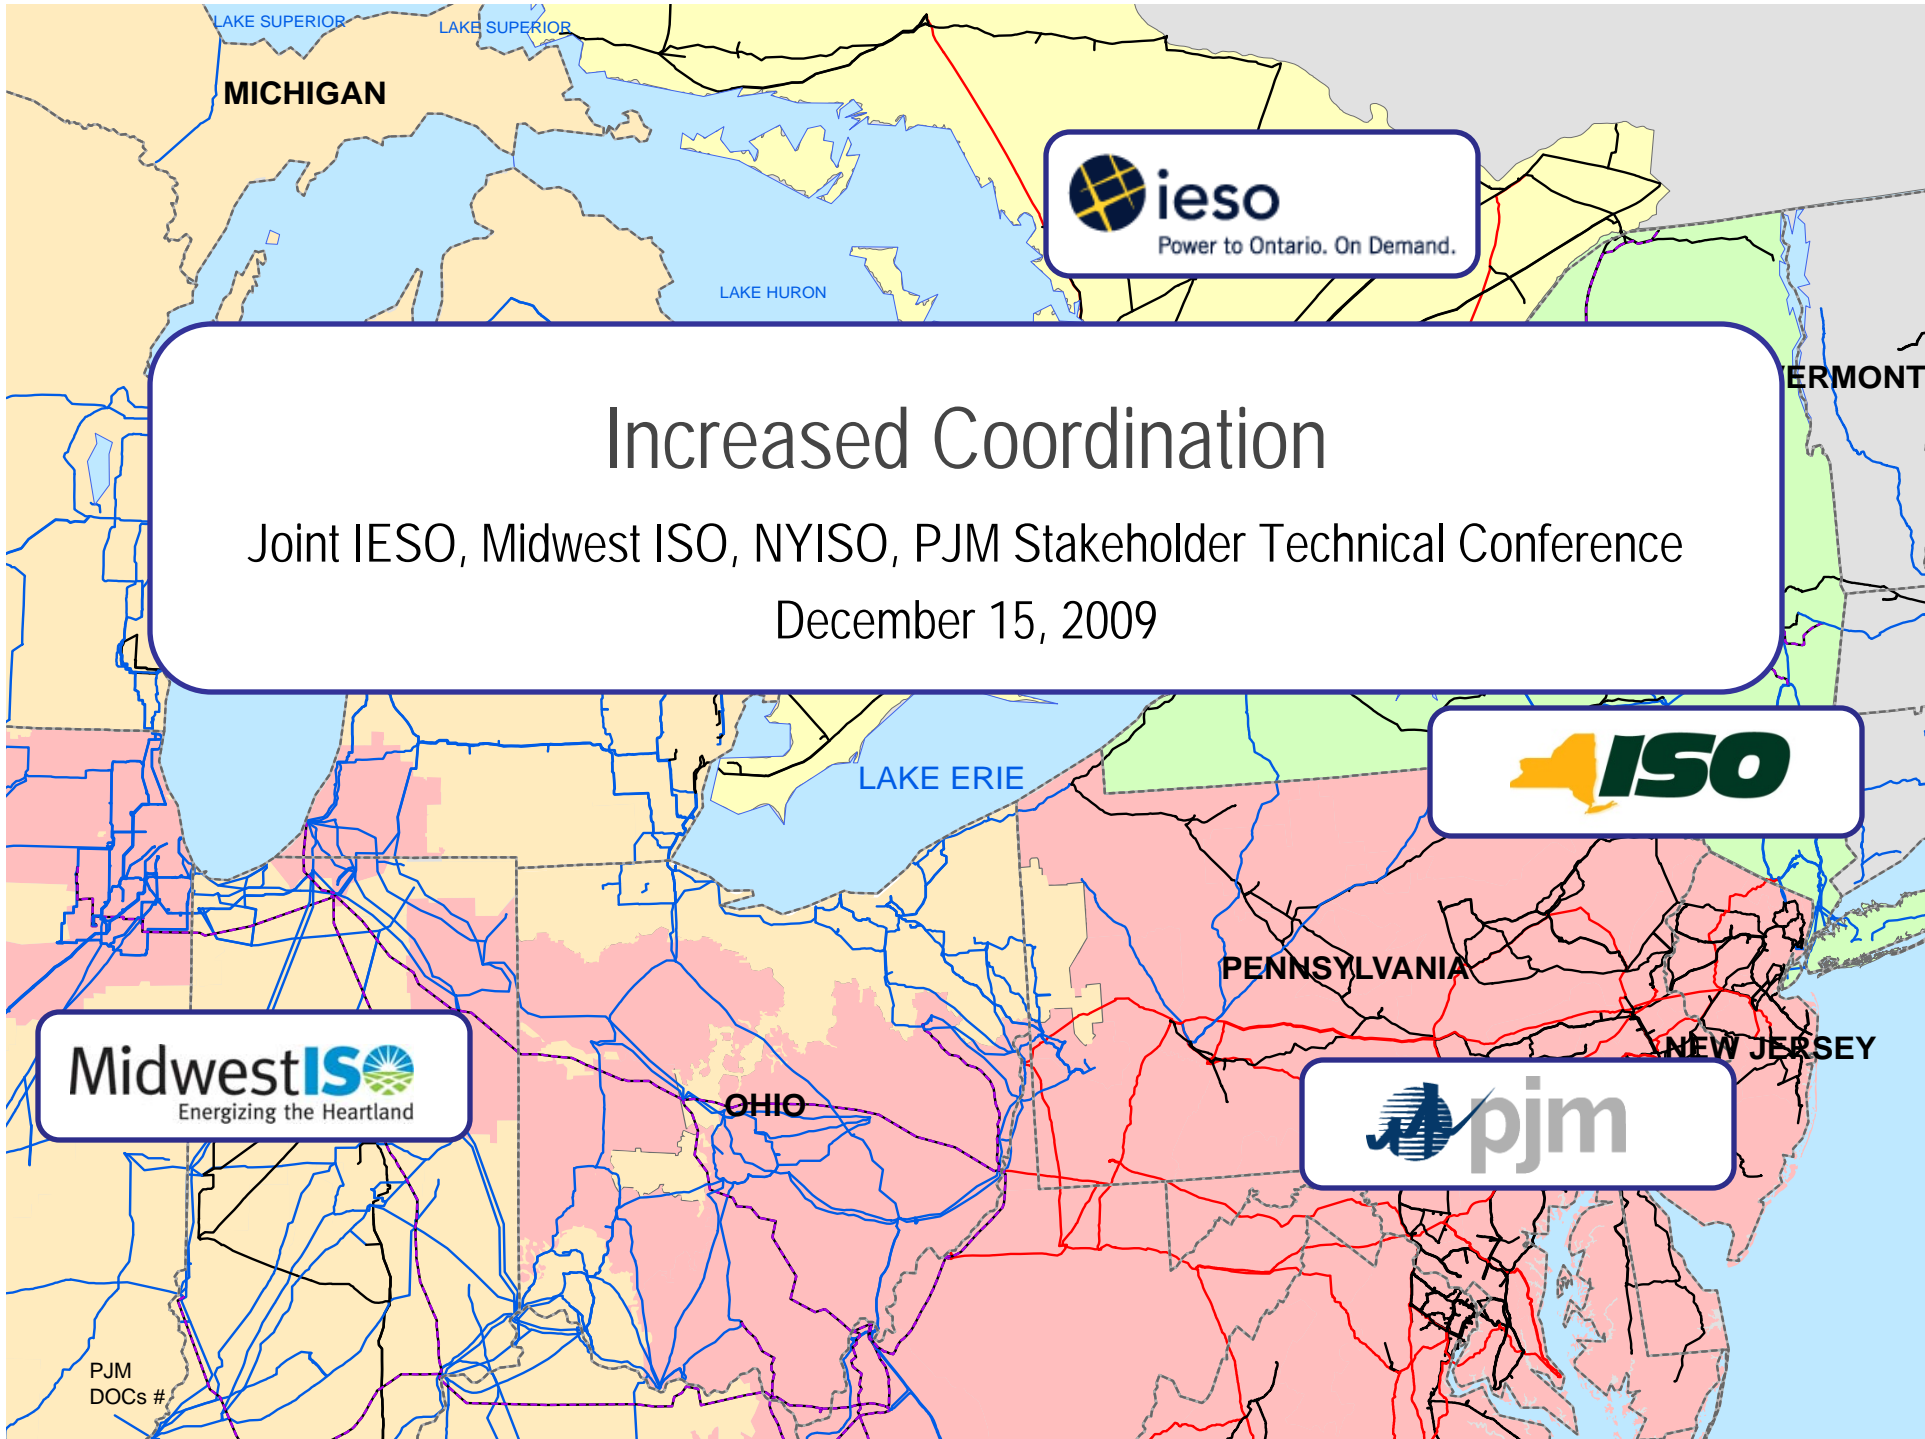 LAKE SUPERIOR
LAKE SUPERIOR
MICHIGAN
ieso
Power to Ontario. On Demand.
LAKE HURON
ERMONT
Increased Coordination
Joint IESO, Midwest ISO, NYISO, PJM Stakeholder Technical Conference
December 15, 2009
ISO
LAKE ERIE
PENNSYLVANIA
NEW JERSEY
MidwestISO
Energizing the Heartland
OHIO
pjm
PJM
DOCs #